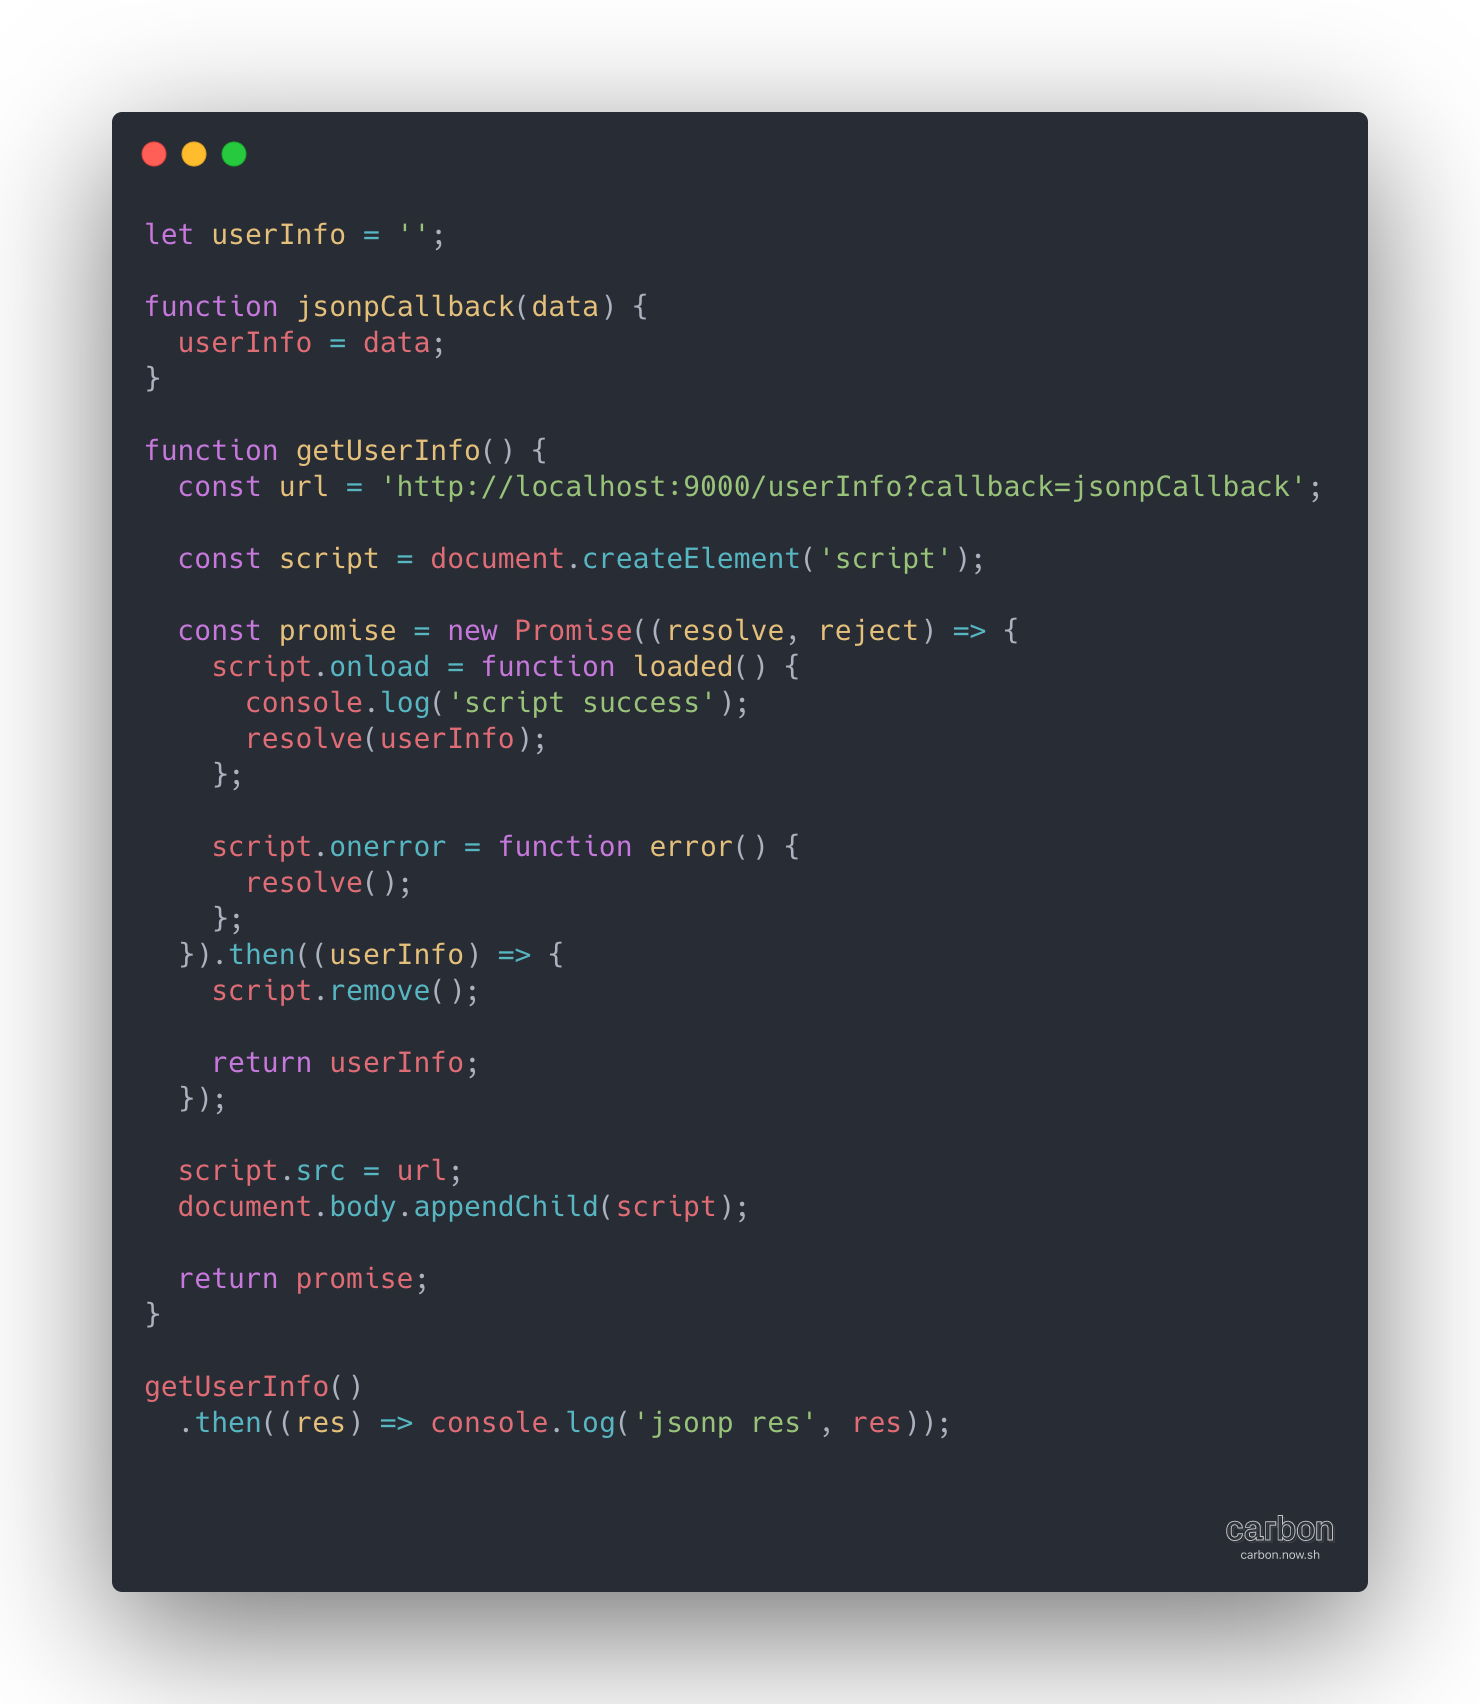 let userInfo = '';

function jsonpCallback(data) {
  userInfo = data;
}

function getUserInfo() {
  const url = 'http://localhost:9000/userInfo?callback=jsonpCallback';

  const script = document.createElement('script');

  const promise = new Promise((resolve, reject) => {
    script.onload = function loaded() {
      console.log('script success');
      resolve(userInfo);
    };

    script.onerror = function error() {
      resolve();
    };
  }).then((userInfo) => {
    script.remove();

    return userInfo;
  });

  script.src = url;
  document.body.appendChild(script);

  return promise;
}

getUserInfo()
  .then((res) => console.log('jsonp res', res));

carbon
carbon.now.sh